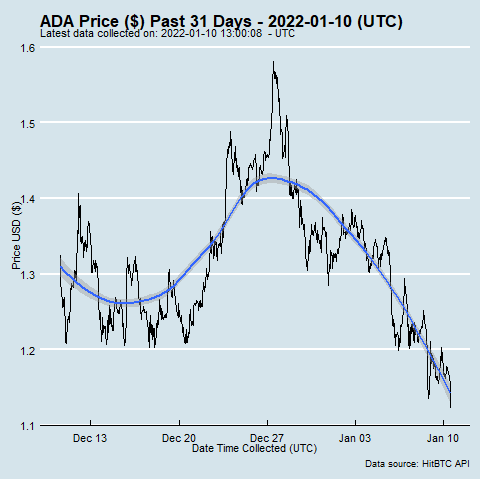 ADA Price ($) Past 31 Days - 2022-01-10 (UTC)
Latest data collected on: 2022-01-10 13:00:08  - UTC
1.6
1.5
1.4
1.3
1.2
1.1
Price USD ($)
Dec 13 Dec 20 Dec 27 Jan 03 Jan 10
Date Time Collected (UTC)
Data source: HitBTC API